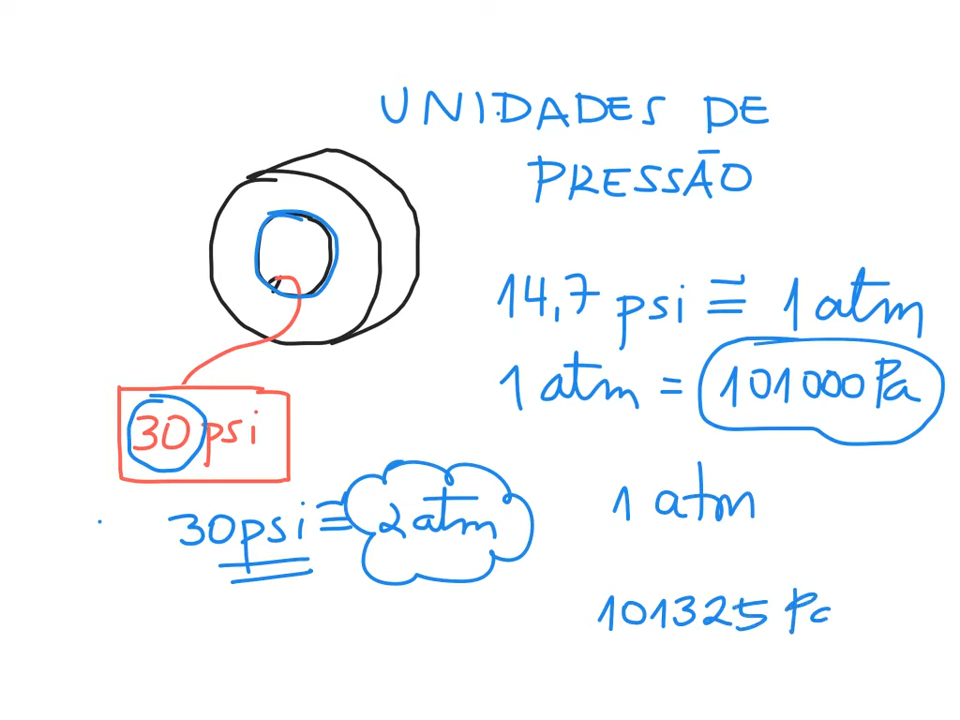 UNIDADES DE
PRESSÃO
14,7 psi ≅ 1 atm
1 atm = 101000 Pa
30 psi
30 psi ≅ 2 atm
1 atm
101325 Pa